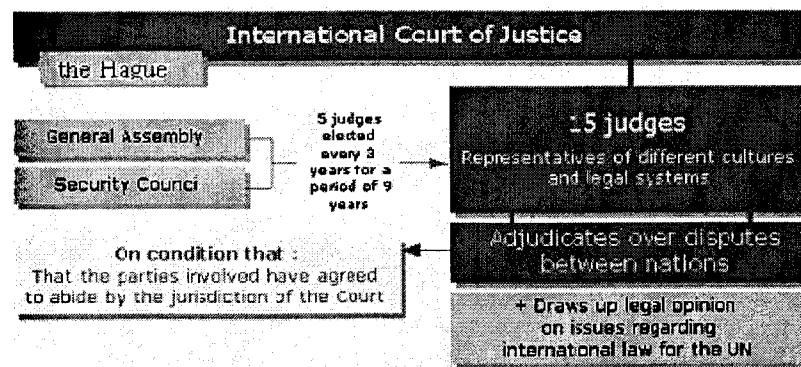 International Court of Justice
the Hague
General Assembly
Security Counci
5 judges
elected
every 3
years for a
period of 9
years
15 judges
Representatives of different cultures
and legal systems
Adjudicates over disputes
between nations
On condition that :
That the parties involved have agreed
to abide by the jurisdiction of the Court
+ Draws up legal opinion
on issues regarding
international law for the UN